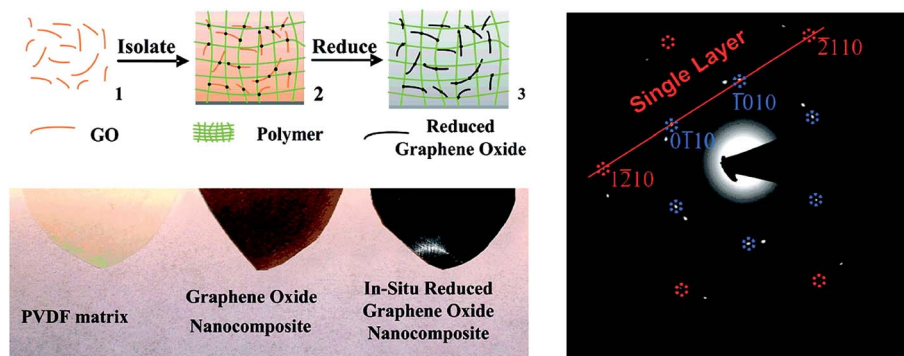 Isolate
Reduce
1
2
3
GO
Polymer
Reduced
Graphene Oxide
PVDF matrix
Graphene Oxide
Nanocomposite
In-Situ Reduced
Graphene Oxide
Nanocomposite
Single Layer
2̄110
1̄010
01̄10
12̄10